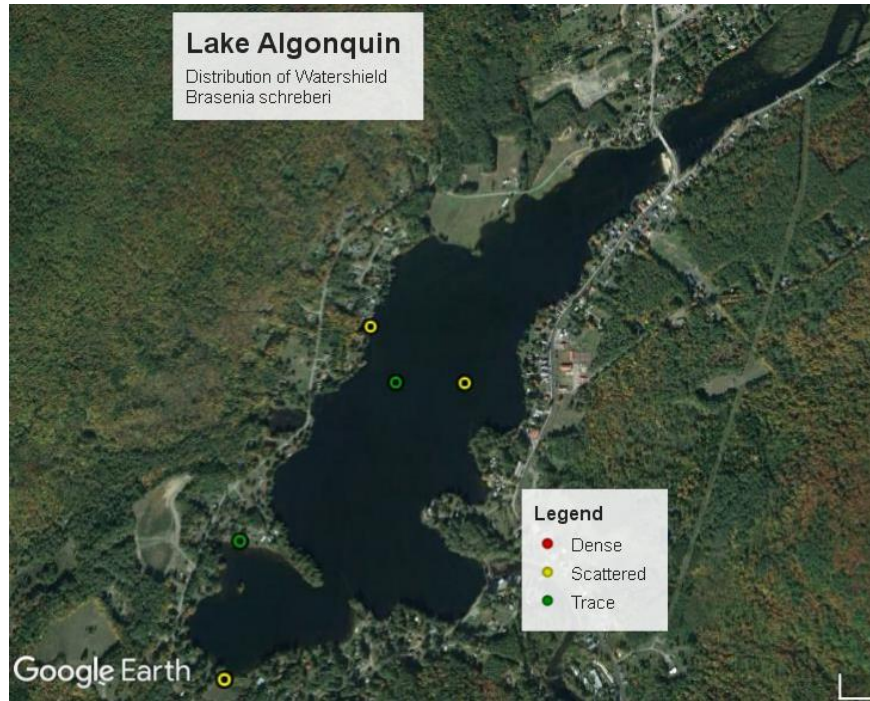 Lake Algonquin
Distribution of Watershield
Brasenia schreberi
Legend
Dense
Scattered
Trace
Google Earth